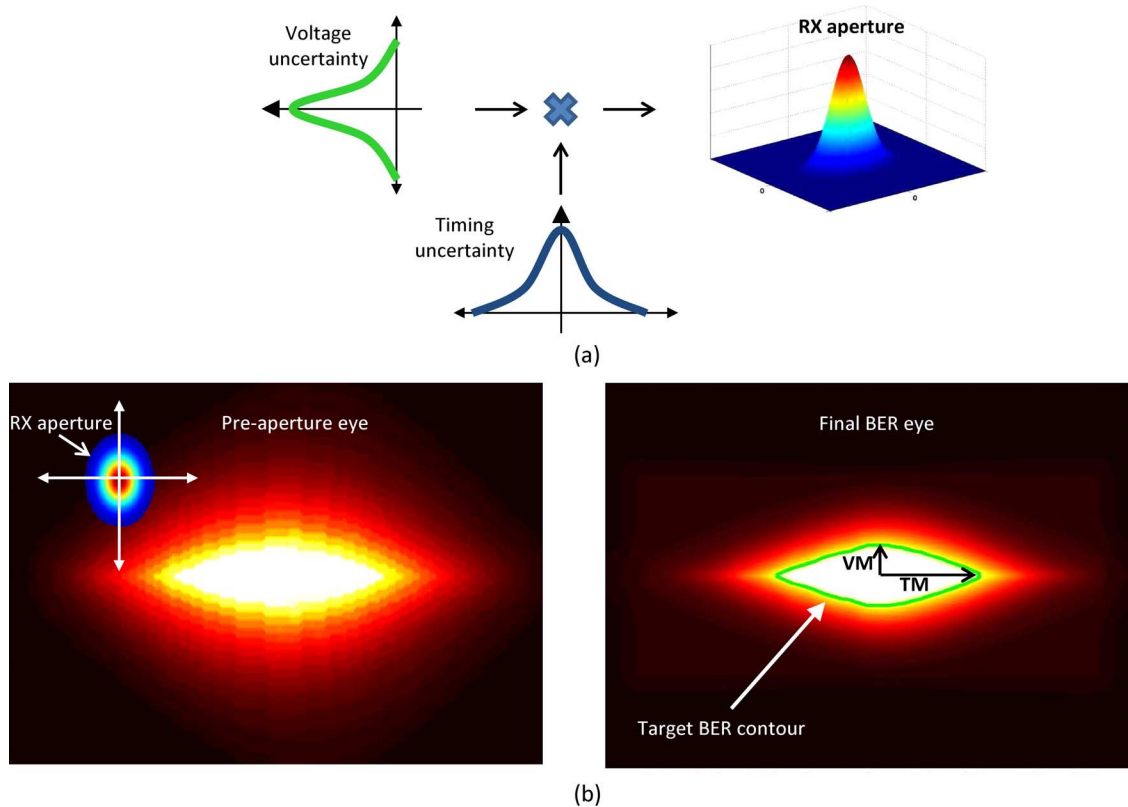 Voltage
uncertainty
RX aperture
0
0
Timing
uncertainty
(a)
RX aperture
Pre-aperture eye
Final BER eye
VM
TM
Target BER contour
(b)